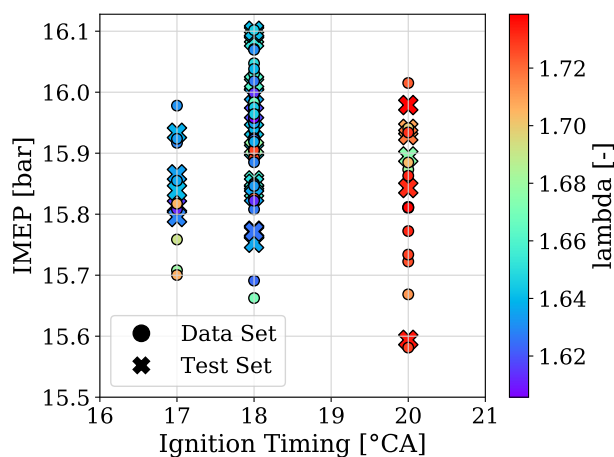 16.1
16.0
15.9
15.8
15.7
15.6
15.5
IMEP [bar]
Data Set
Test Set
16 17 18 19 20 21
Ignition Timing [°CA]
1.72
1.70
1.68
1.66
1.64
1.62
lambda [-]